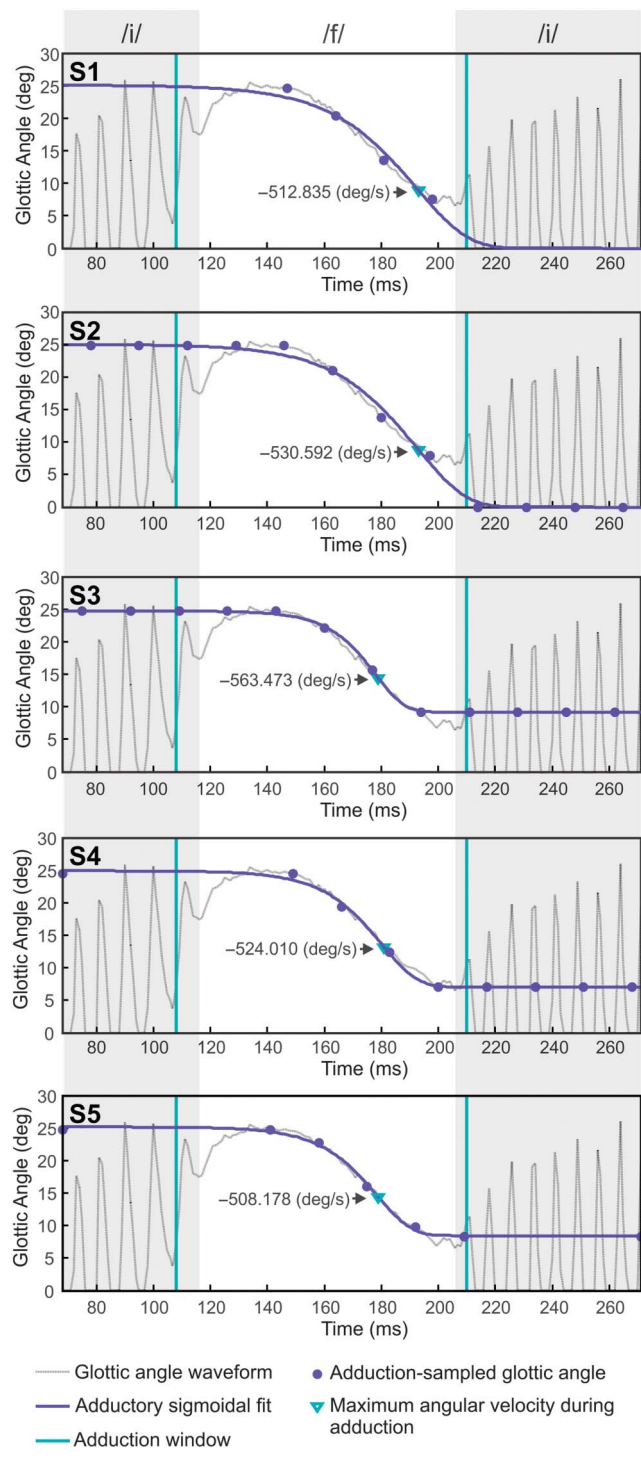 /i/ /f/ /i/
S1
30
25
20
15
10
5
0
Glottic Angle (deg)
–512.835 (deg/s)
80 100 120 140 160 180 200 220 240 260
Time (ms)
S2
30
25
20
15
10
5
0
Glottic Angle (deg)
–530.592 (deg/s)
80 100 120 140 160 180 200 220 240 260
Time (ms)
S3
30
25
20
15
10
5
0
Glottic Angle (deg)
–563.473 (deg/s)
80 100 120 140 160 180 200 220 240 260
Time (ms)
S4
30
25
20
15
10
5
0
Glottic Angle (deg)
–524.010 (deg/s)
80 100 120 140 160 180 200 220 240 260
Time (ms)
S5
30
25
20
15
10
5
0
Glottic Angle (deg)
–508.178 (deg/s)
80 100 120 140 160 180 200 220 240 260
Time (ms)
Glottic angle waveform
Adductory sigmoidal fit
Adduction window
Adduction-sampled glottic angle
Maximum angular velocity during
adduction